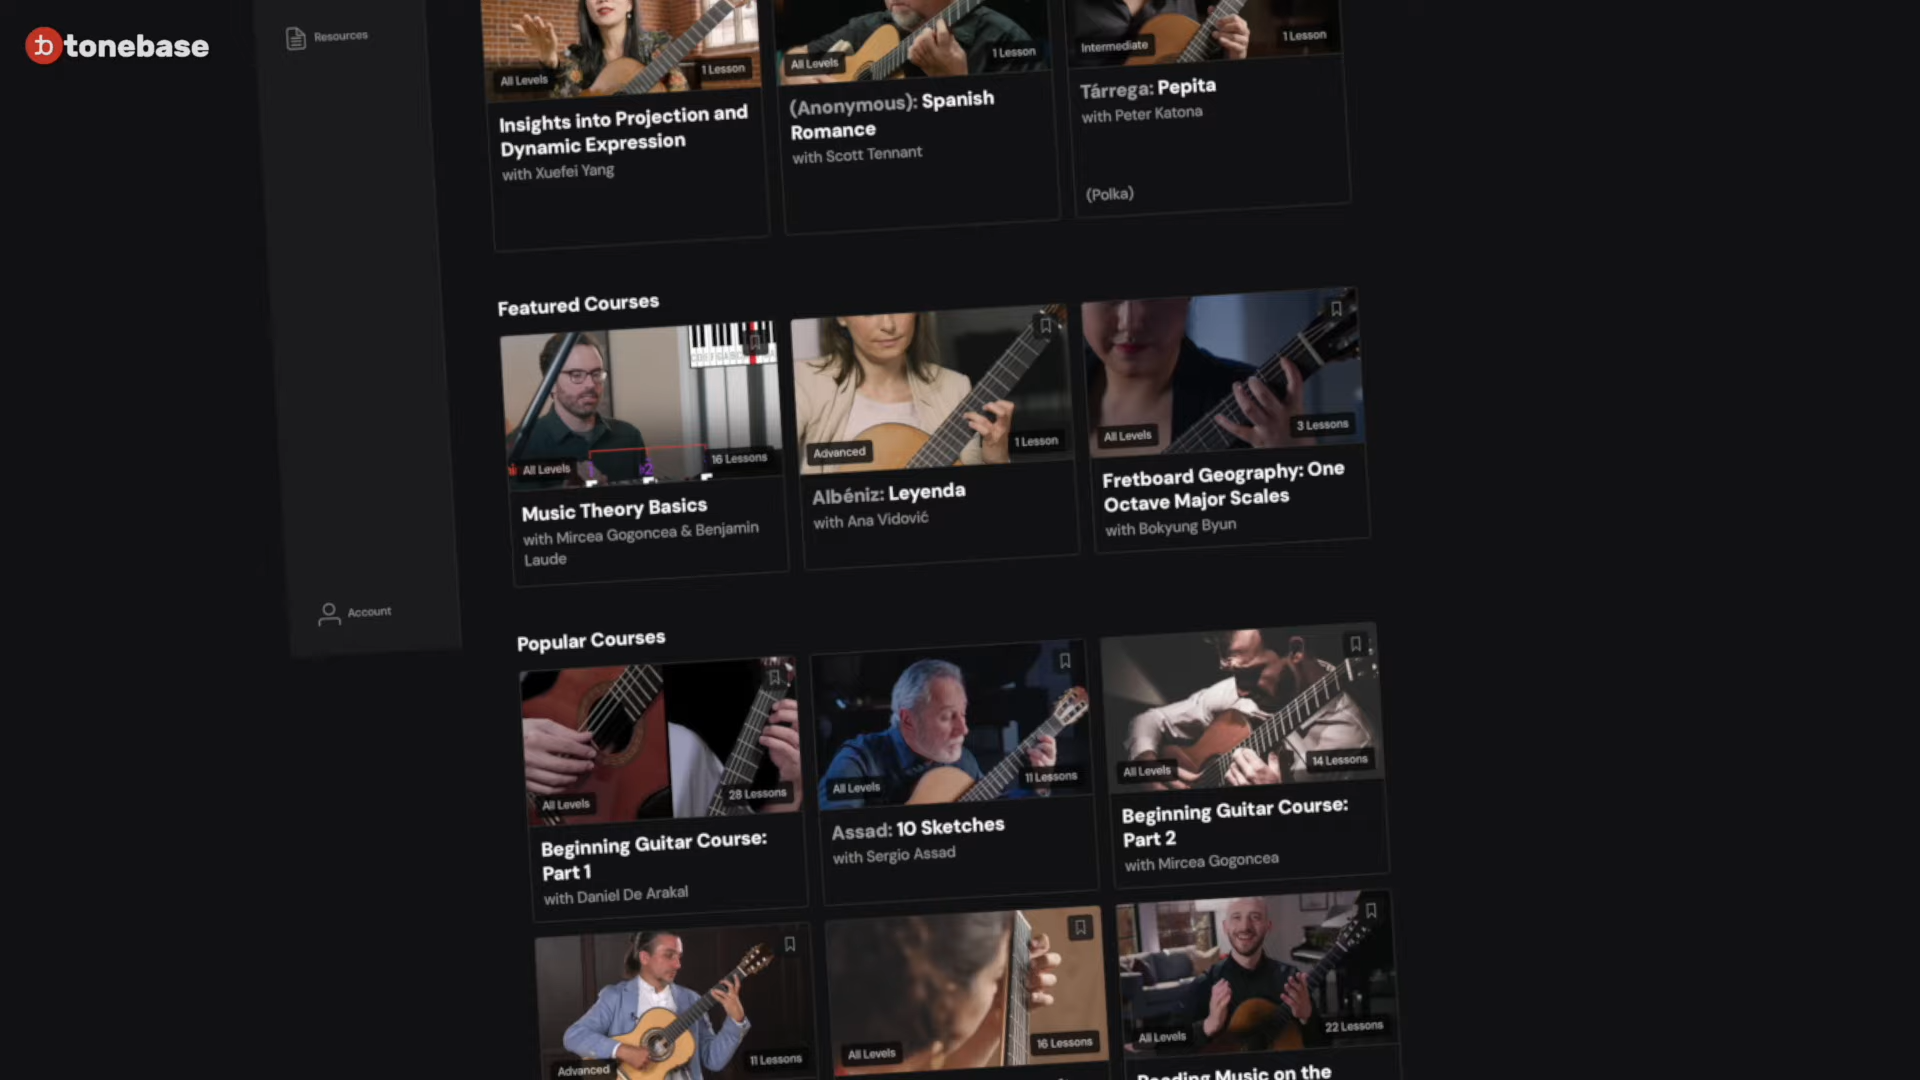 tonebase
Resources
All Levels
1 Lesson
Insights into Projection and
Dynamic Expression
with Xuefei Yang
All Levels
1 Lesson
(Anonymous): Spanish
Romance
with Scott Tennant
Intermediate
1 Lesson
Tárrega: Pepita
with Peter Katona
(Polka)
Featured Courses
All Levels
16 Lessons
Music Theory Basics
with Mircea Gogoncea & Benjamin
Laude
Advanced
1 Lesson
Albéniz: Leyenda
with Ana Vidović
All Levels
3 Lessons
Fretboard Geography: One
Octave Major Scales
with Bokyung Byun
Account
Popular Courses
All Levels
28 Lessons
Beginning Guitar Course:
Part 1
with Daniel De Arakal
All Levels
11 Lessons
Assad: 10 Sketches
with Sergio Assad
All Levels
14 Lessons
Beginning Guitar Course:
Part 2
with Mircea Gogoncea
Advanced
11 Lessons
All Levels
16 Lessons
All Levels
22 Lessons
Reading Music on the